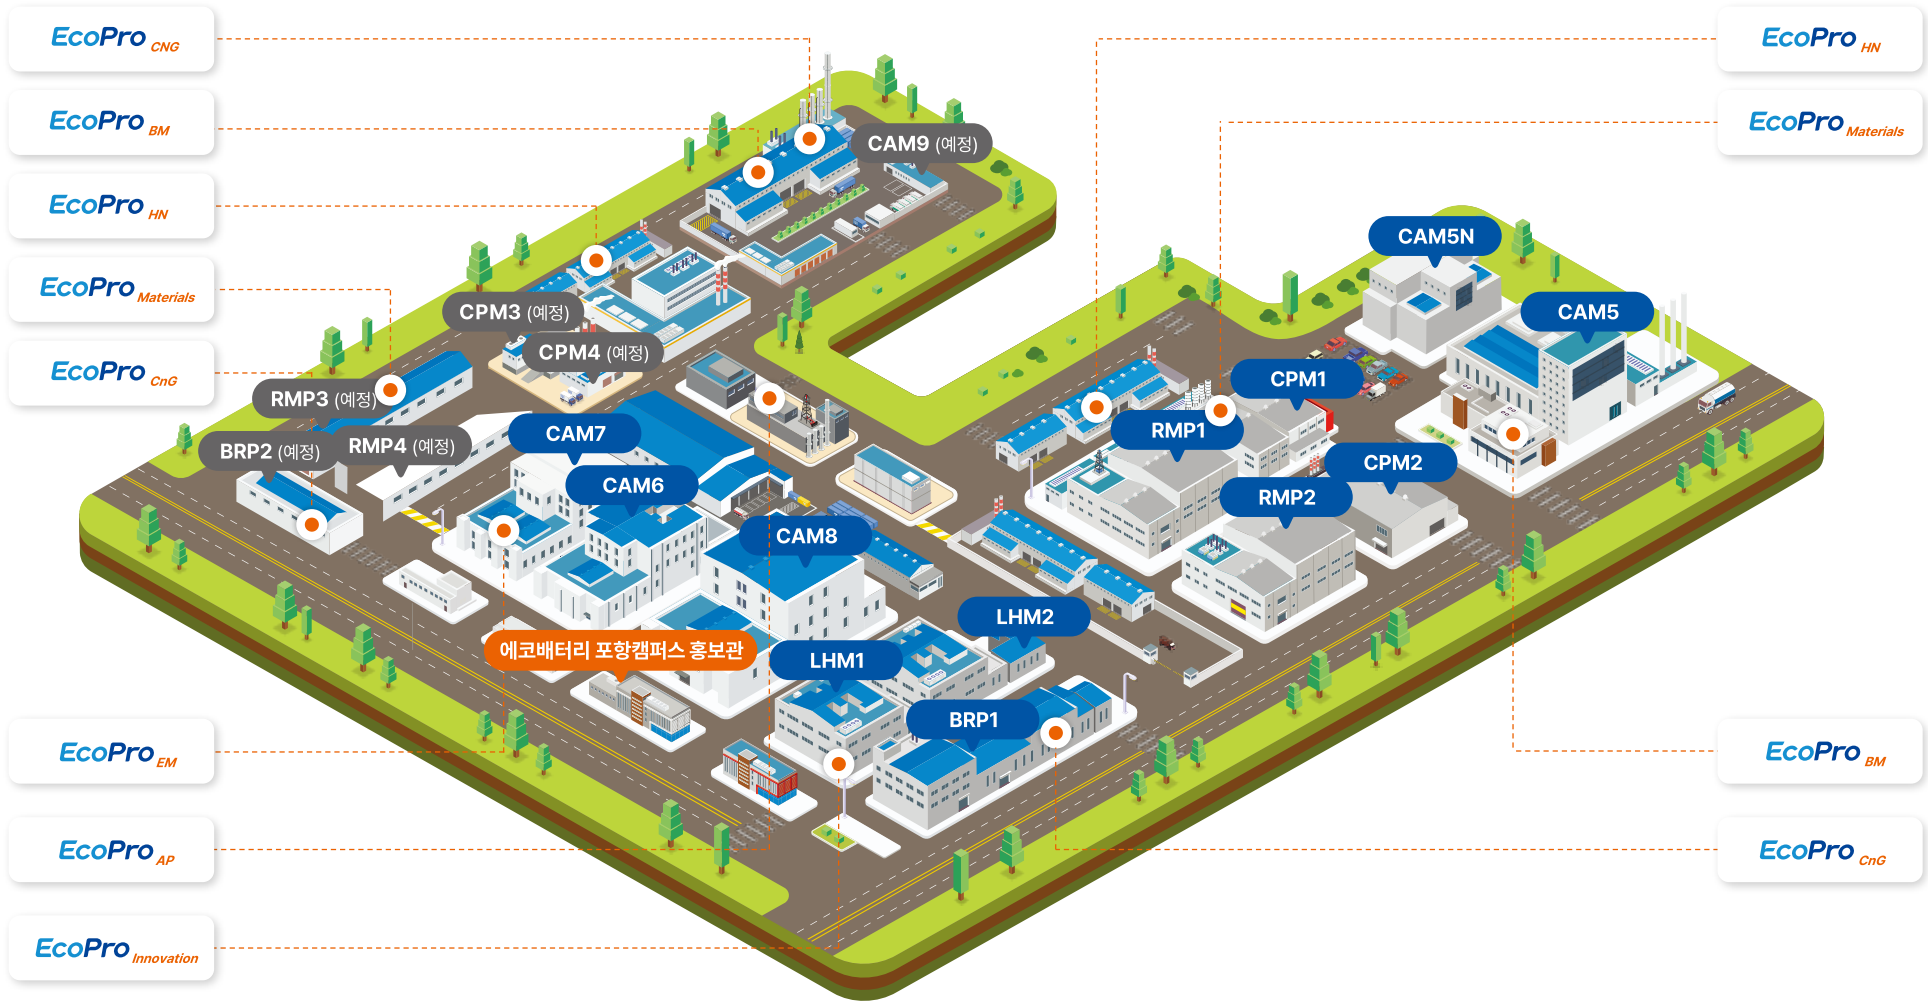 EcoPro CNG
EcoPro BM
EcoPro HN
EcoPro Materials
EcoPro CnG
EcoPro HN
EcoPro Materials
CAM9 (예정)
CAM5N
CAM5
CPM3 (예정)
CPM4 (예정)
CPM1
RMP3 (예정)
RMP1
BRP2 (예정)
RMP4 (예정)
CAM7
CPM2
CAM6
RMP2
CAM8
LHM2
에코배터리 포항캠퍼스 홍보관
LHM1
BRP1
EcoPro EM
EcoPro AP
EcoPro Innovation
EcoPro BM
EcoPro CnG